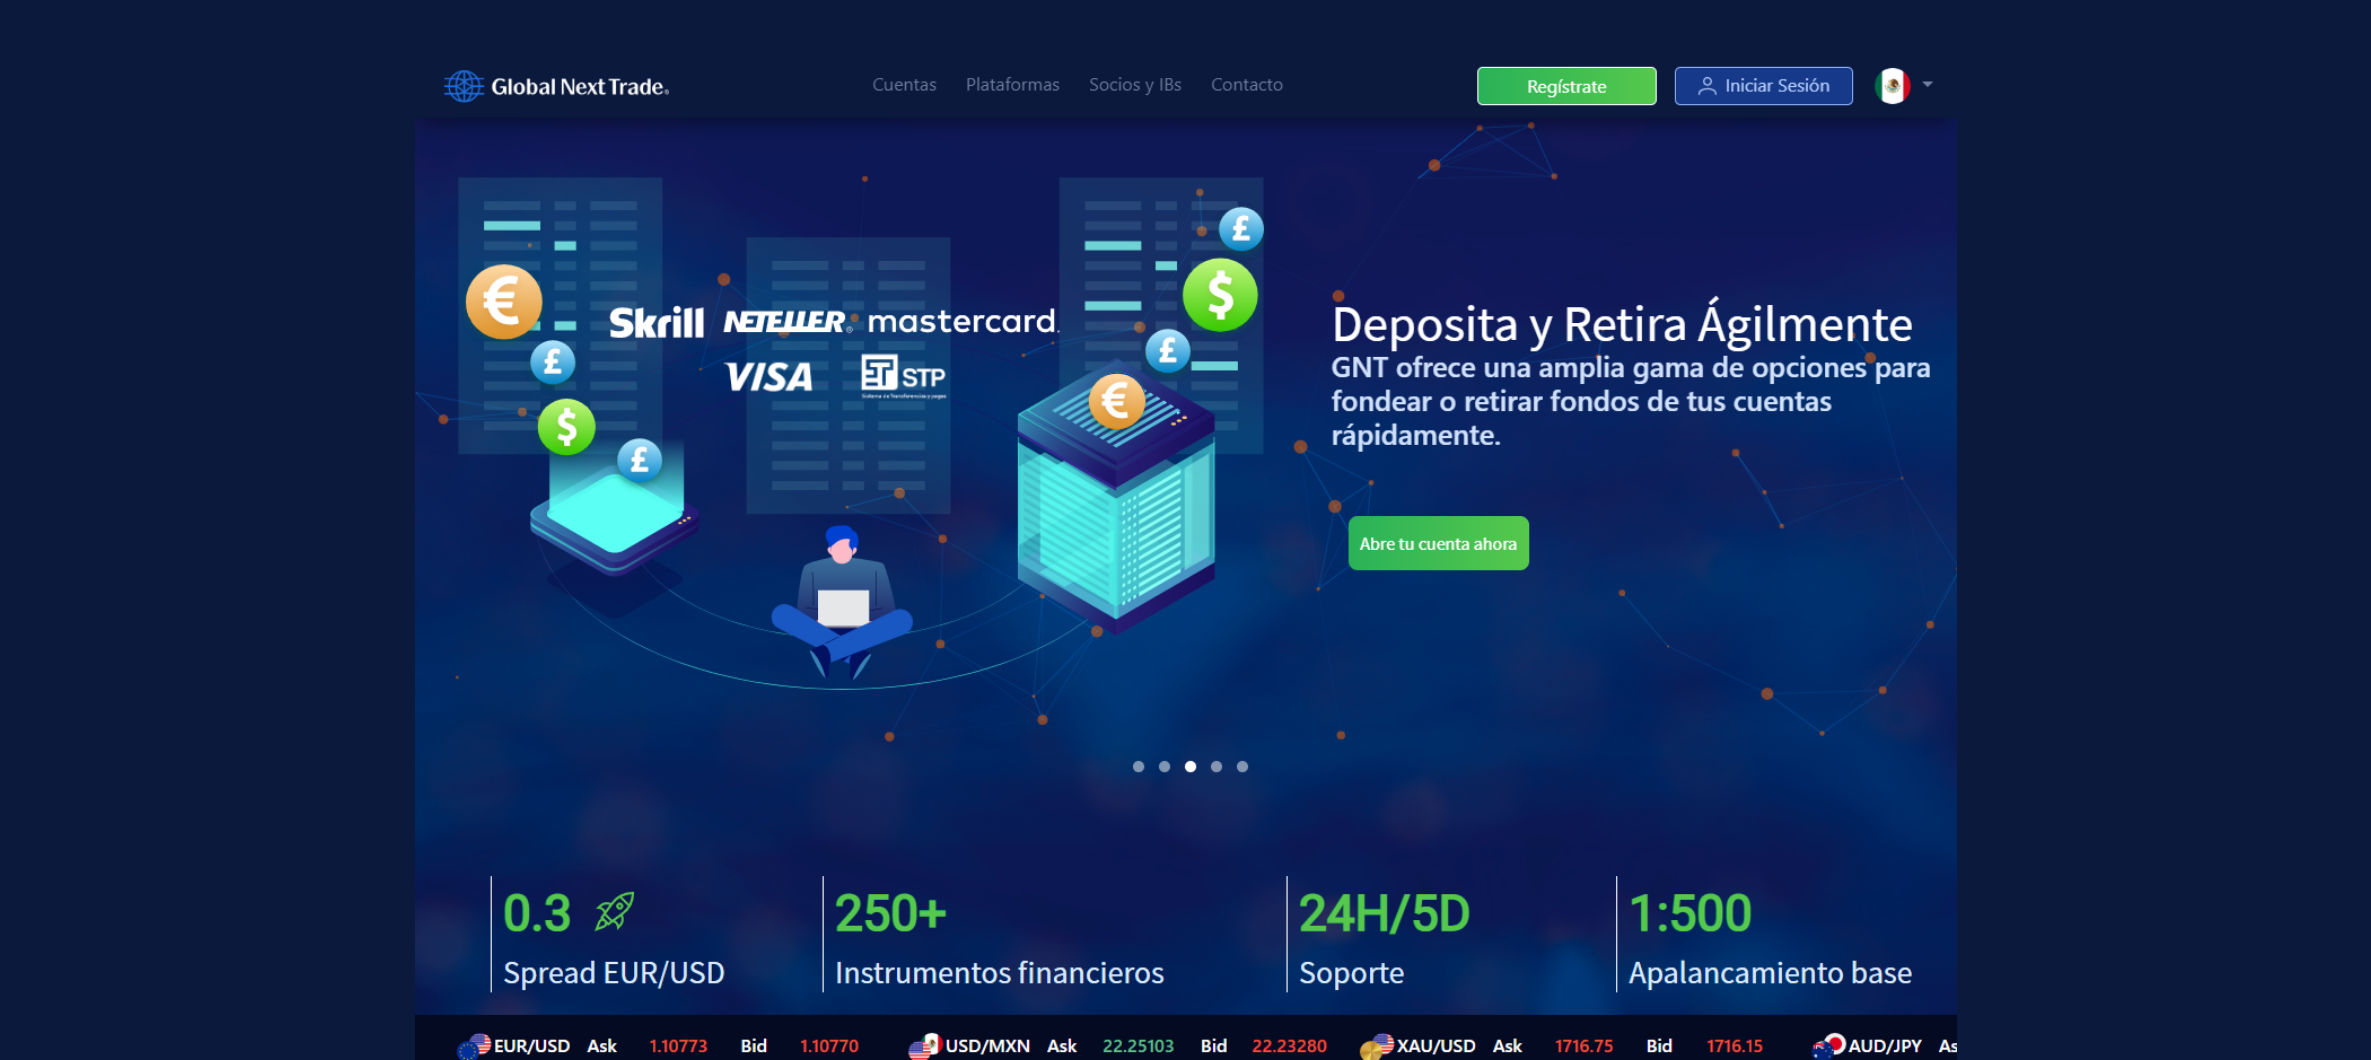 Global Next Trade®
Cuentas Plataformas Socios y IBs Contacto
Regístrate
Iniciar Sesión
€
£
$
£
£
$
£
€
Skrill NETELLER® mastercard.
VISA STP
Sistema de Transferencias y pagos
Deposita y Retira Ágilmente
GNT ofrece una amplia gama de opciones para
fondear o retirar fondos de tus cuentas
rápidamente.
Abre tu cuenta ahora
0.3
Spread EUR/USD
250+
Instrumentos financieros
24H/5D
Soporte
1:500
Apalancamiento base
EUR/USD Ask 1.10773 Bid 1.10770 USD/MXN Ask 22.25103 Bid 22.23280 XAU/USD Ask 1716.75 Bid 1716.15 AUD/JPY As